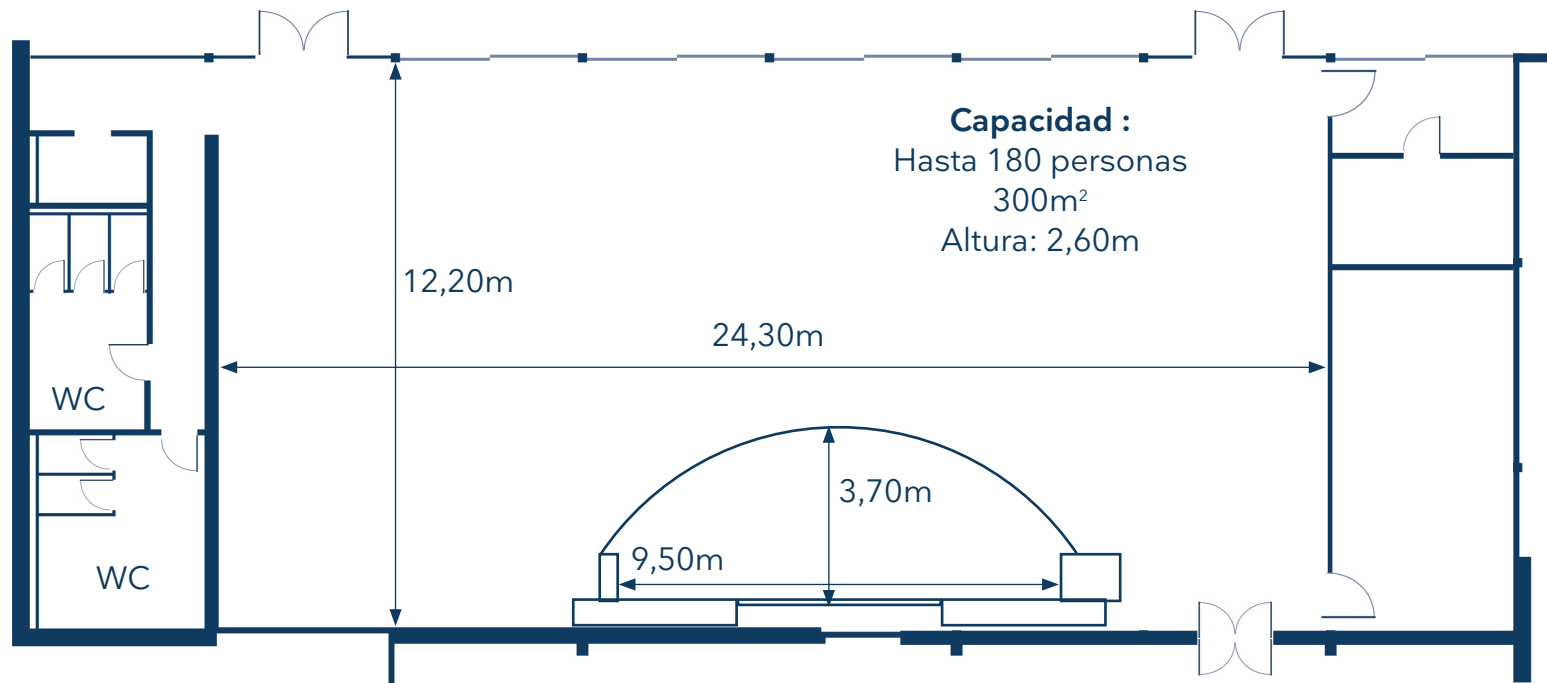 Capacidad :
Hasta 180 personas
300m²
Altura: 2,60m
12,20m
24,30m
WC
3,70m
9,50m
WC